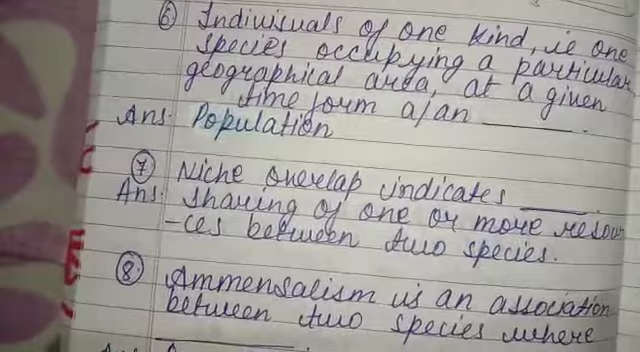 ⑥ Indiviuals of one kind, ie one
species occupying a particular
geographical area, at a given
time form a/an ______.
Ans: Population
⑦ Niche overlap indicates ______.
Ans: sharing of one or more resour
-ces between two species.
⑧ Ammensalism is an association
between two species where
______.